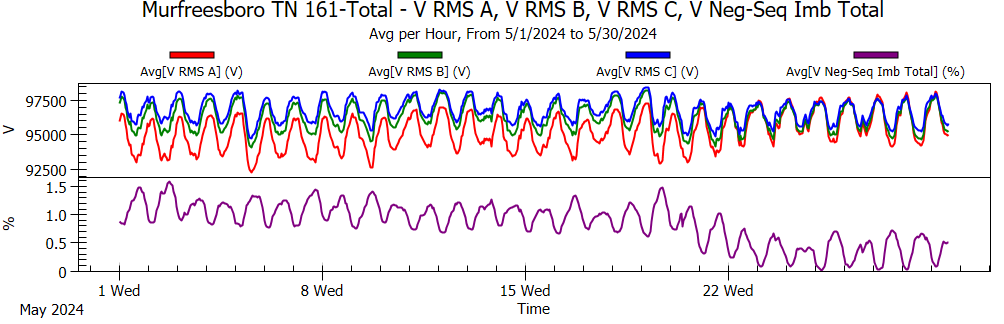 Murfreesboro TN 161-Total - V RMS A, V RMS B, V RMS C, V Neg-Seq Imb Total
Avg per Hour, From 5/1/2024 to 5/30/2024
Avg[V RMS A] (V) Avg[V RMS B] (V) Avg[V RMS C] (V) Avg[V Neg-Seq Imb Total] (%)
97500
V
95000
92500
1.5
1.0
%
0.5
0
1 Wed 8 Wed 15 Wed 22 Wed
May 2024 Time